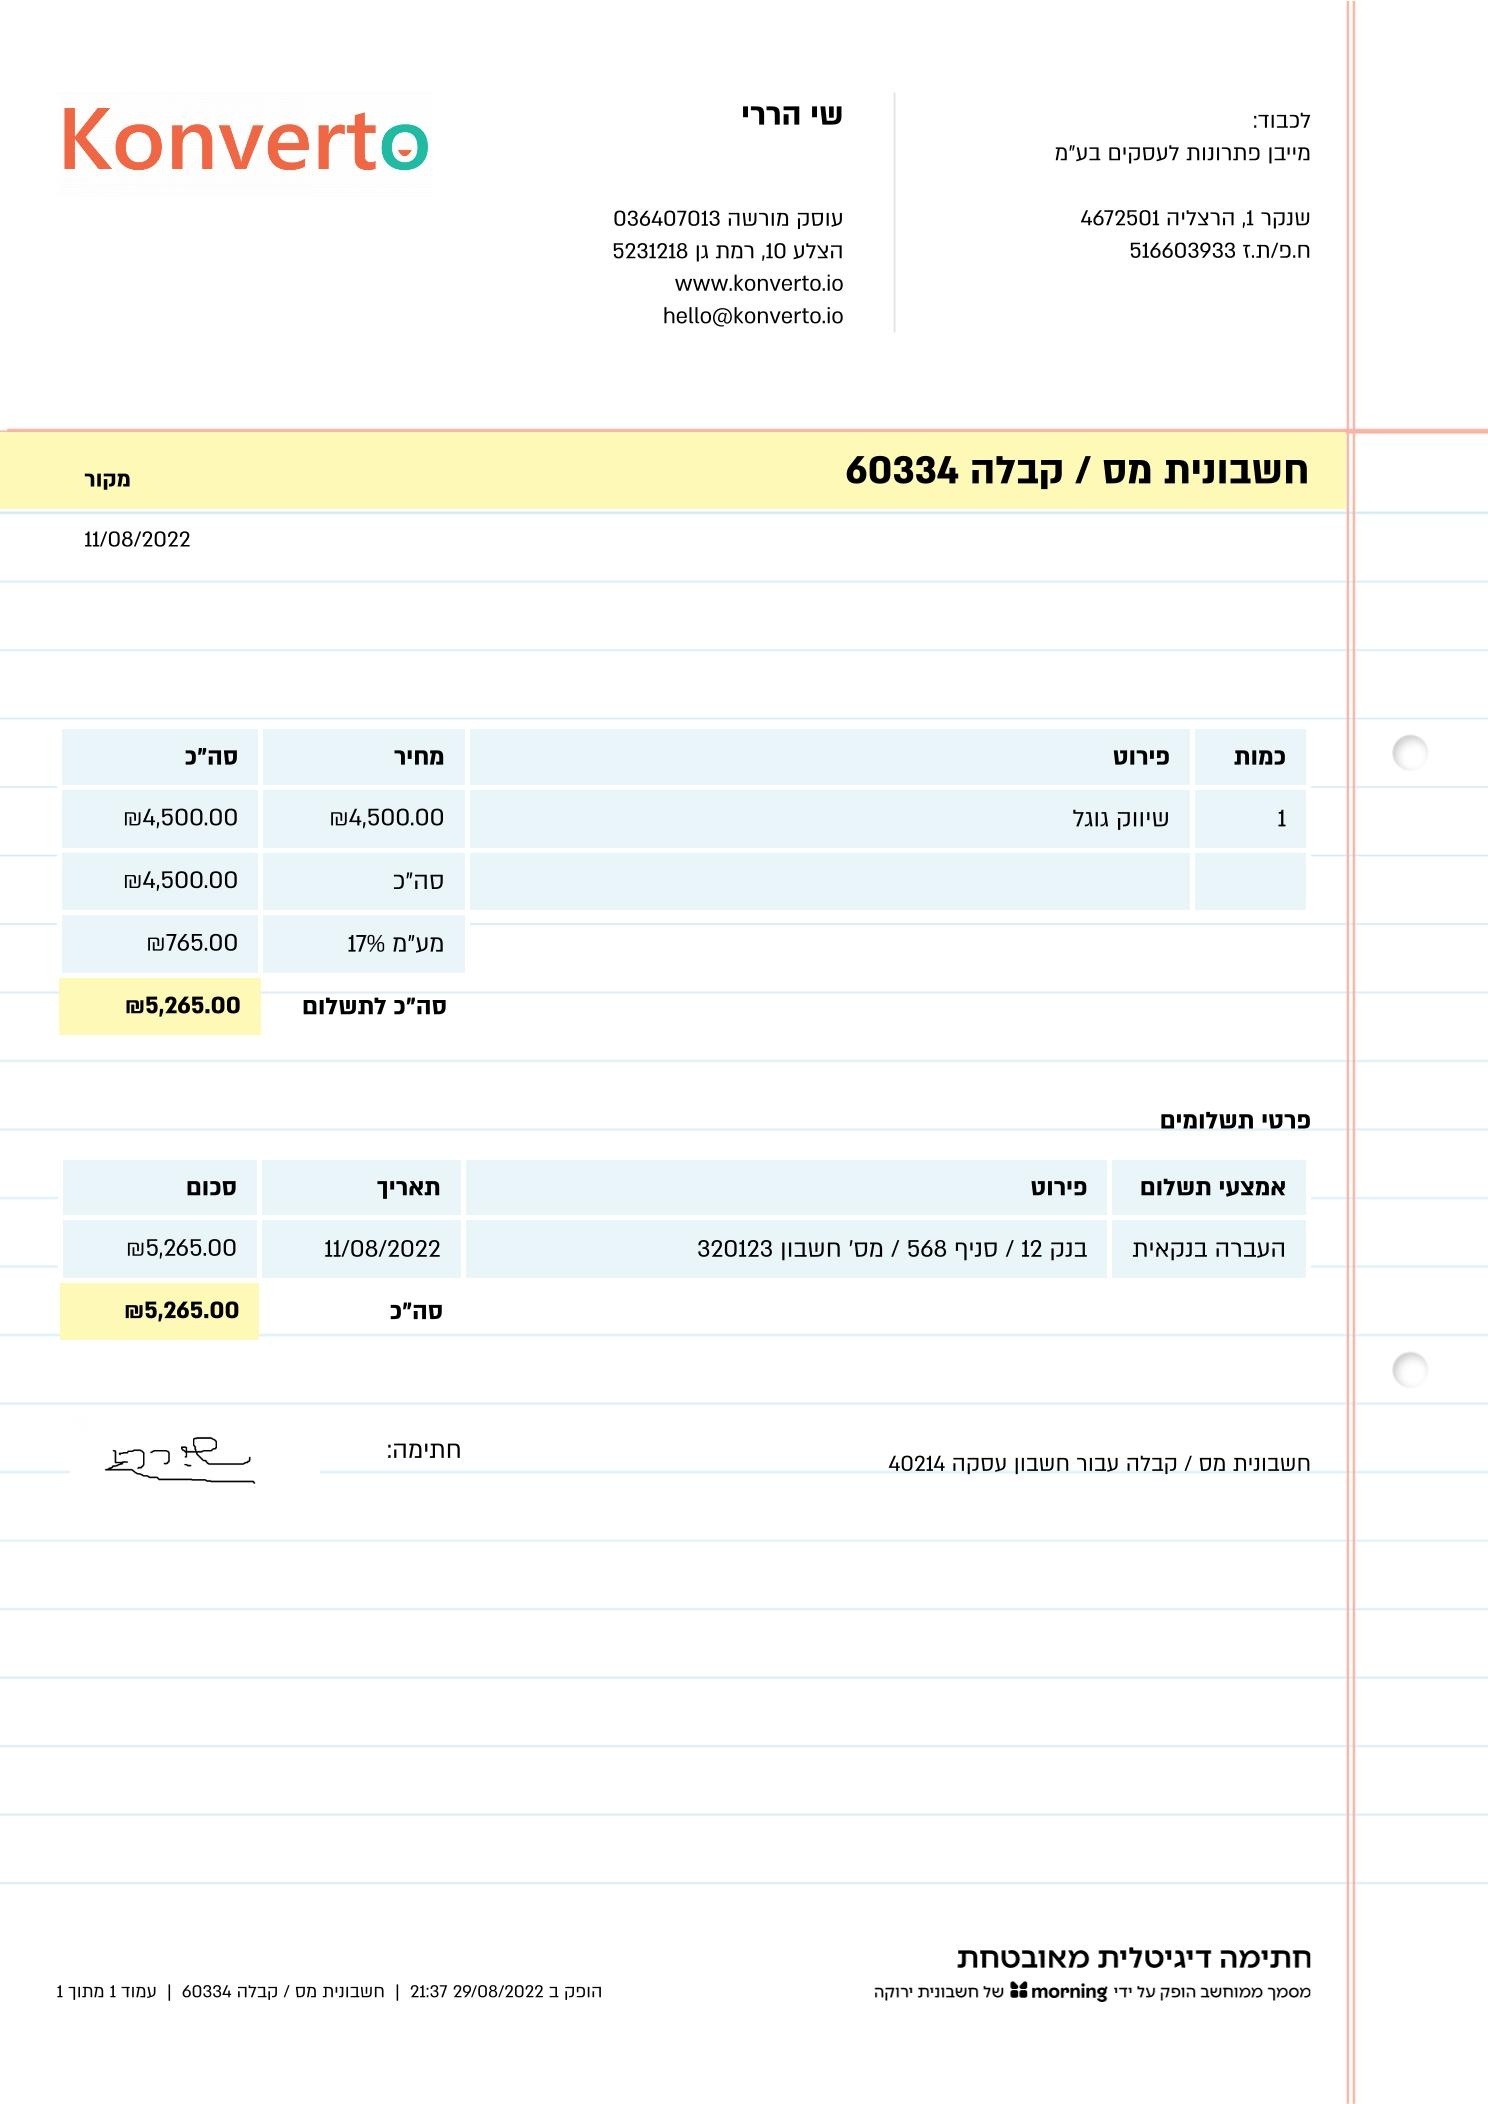 לכבוד:
מייבן פתרונות לעסקים בע"מ
שנקר 1, הרצליה 4672501
ח.פ/ת.ז 516603933
שי הררי
עוסק מורשה 036407013
הצלע 10, רמת גן 5231218
www.konverto.io
hello@konverto.io
Konverto
חשבונית מס / קבלה 60334
מקור
11/08/2022
כמות פירוט מחיר סה"כ
1 שיווק גוגל ₪4,500.00 ₪4,500.00
סה"כ ₪4,500.00
מע"מ 17% ₪765.00
סה"כ לתשלום ₪5,265.00
פרטי תשלומים
אמצעי תשלום פירוט תאריך סכום
העברה בנקאית בנק 12 / סניף 568 / מס' חשבון 320123 11/08/2022 ₪5,265.00
סה"כ ₪5,265.00
חשבונית מס / קבלה עבור חשבון עסקה 40214
חתימה:
חתימה דיגיטלית מאובטחת
מסמך ממוחשב הופק על ידי morning של חשבונית ירוקה
הופק ב 29/08/2022 21:37 | חשבונית מס / קבלה 60334 | עמוד 1 מתוך 1